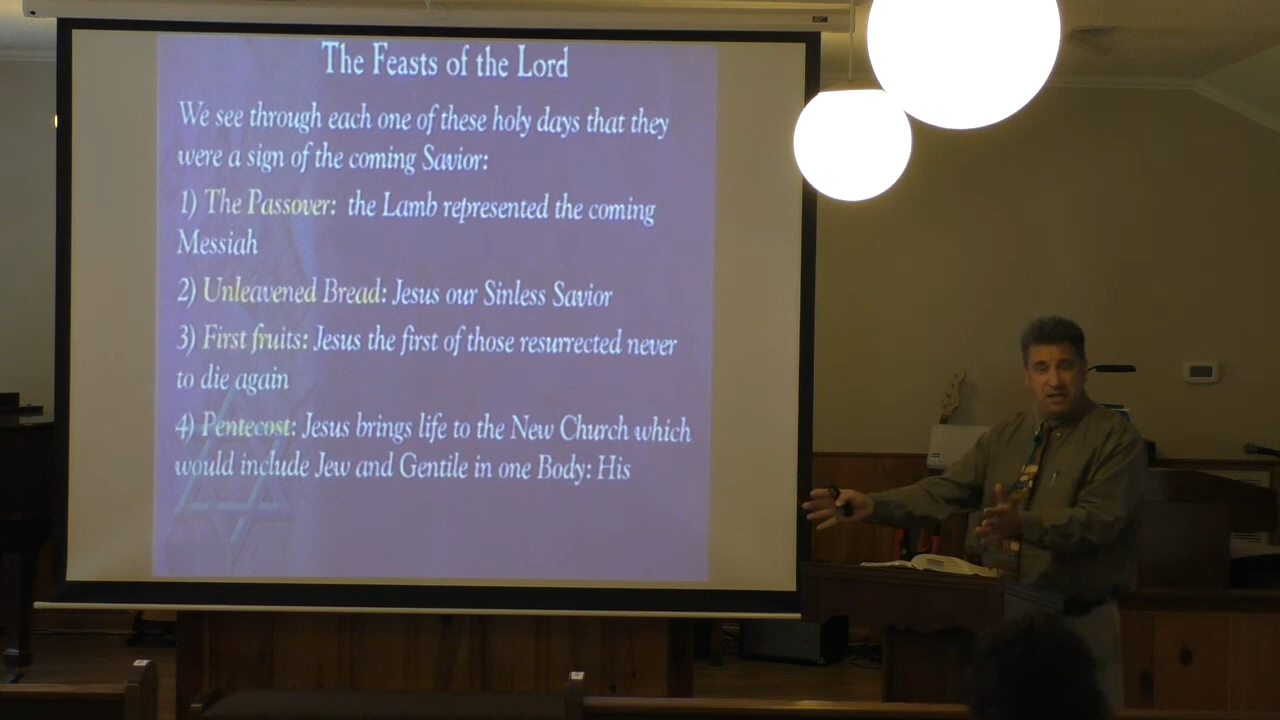 The Feasts of the Lord
We see through each one of these holy days that they
were a sign of the coming Savior:
1) The Passover:  the Lamb represented the coming
Messiah
2) Unleavened Bread: Jesus our Sinless Savior
3) First fruits: Jesus the first of those resurrected never
to die again
4) Pentecost: Jesus brings life to the New Church which
would include Jew and Gentile in one Body: His